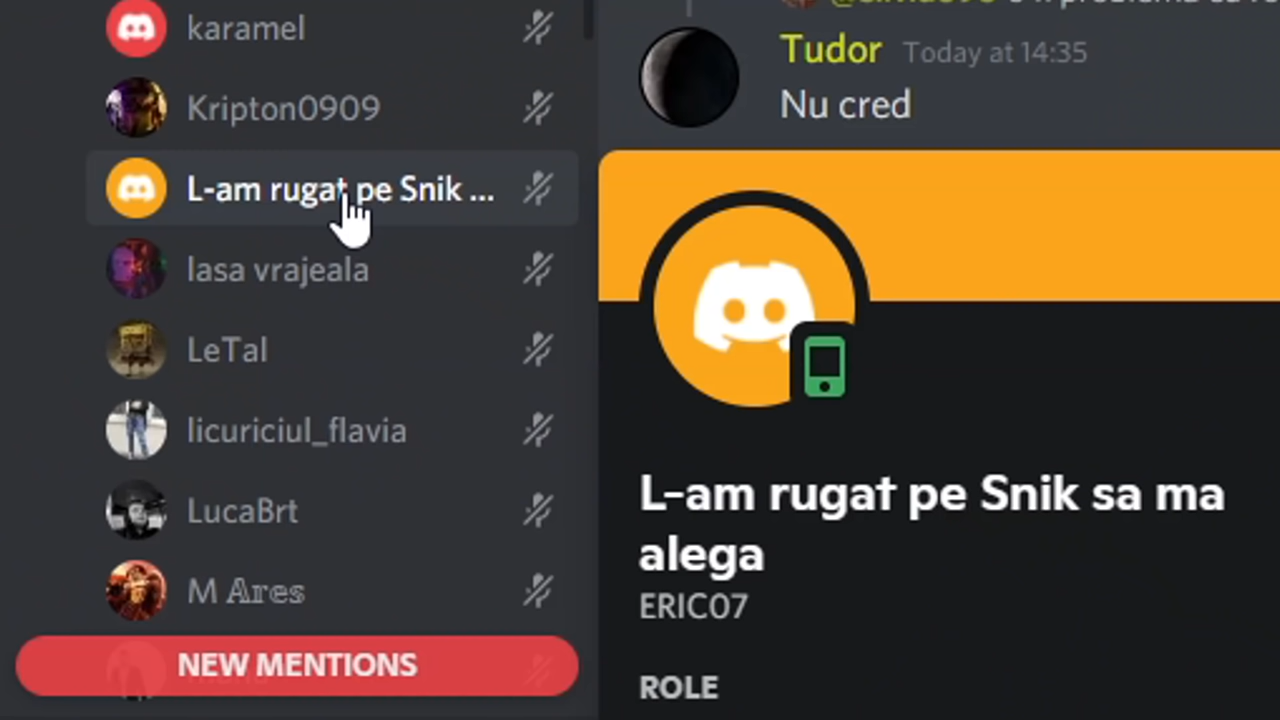 karamel
Kripton0909
L-am rugat pe Snik ...
lasa vrajeala
LeTal
licuriciul_flavia
LucaBrt
M 𝔸𝕣𝕖𝕤
NEW MENTIONS
Tudor Today at 14:35
Nu cred
L-am rugat pe Snik sa ma
alega
ERIC07
ROLE